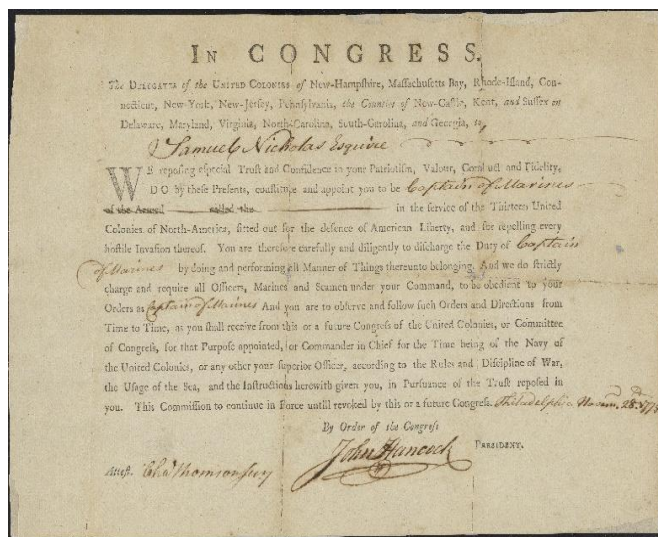 IN CONGRESS.
The DELEGATES of the UNITED COLONIES of New-Hampshire, Massachusetts Bay, Rhode-Island, Con-
necticut, New-York, New-Jersey, Pennsylvania, the Counties of New-Castle, Kent, and Sussex on
Delaware, Maryland, Virginia, North-Carolina, South-Carolina, and Georgia, to
Samuel Nicholas Esquire
WE reposing especial Trust and Confidence in your Patriotism, Valour, Conduct and Fidelity,
DO by these Presents, constitute and appoint you to be Captain of Marines
of the Armed called the in the service of the Thirteen United
Colonies of North-America, fitted out for the defence of American Liberty, and for repelling every
hostile Invasion thereof. You are therefore carefully and diligently to discharge the Duty of Captain
of Marines by doing and performing all Manner of Things thereunto belonging. And we do strictly
charge and require all Officers, Marines and Seamen under your Command, to be obedient to your
Orders as Captain of Marines And you are to observe and follow such Orders and Directions from
Time to Time, as you shall receive from this or a future Congress of the United Colonies, or Committee
of Congress, for that Purpose appointed, or Commander in Chief for the Time being of the Navy of
the United Colonies, or any other your superior Officer, according to the Rules and Discipline of War,
the Usage of the Sea, and the Instructions herewith given you, in Pursuance of the Trust reposed in
you. This Commission to continue in Force until revoked by this or a future Congress. Philadelphia Novem. 28th 1775
By Order of the Congress
John Hancock PRESIDENT.
Attest. Cha Thomson secy